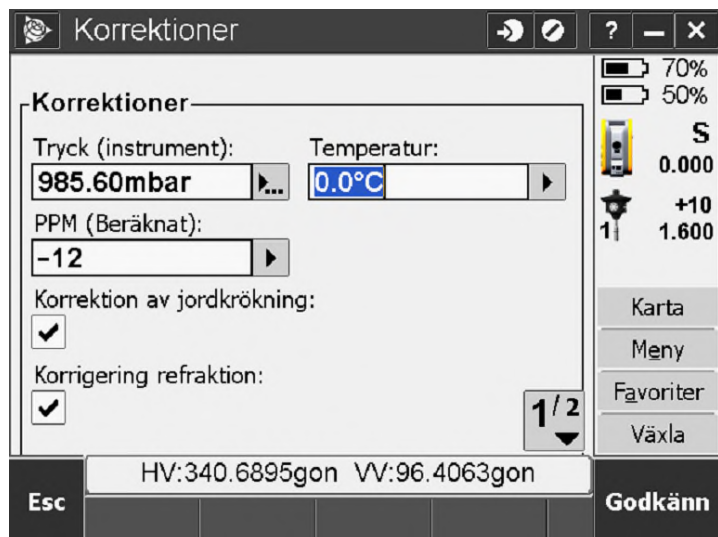 Korrektioner
? – ×
70%
50%
Korrektioner
Tryck (instrument):
Temperatur:
985.60mbar
...
0.0°C
PPM (Beräknat):
-12
Korrektion av jordkrökning:
Korrigering refraktion:
1/2
S
0.000
+10
1
1.600
Karta
Meny
Favoriter
Växla
HV:340.6895gon VV:96.4063gon
Esc
Godkänn